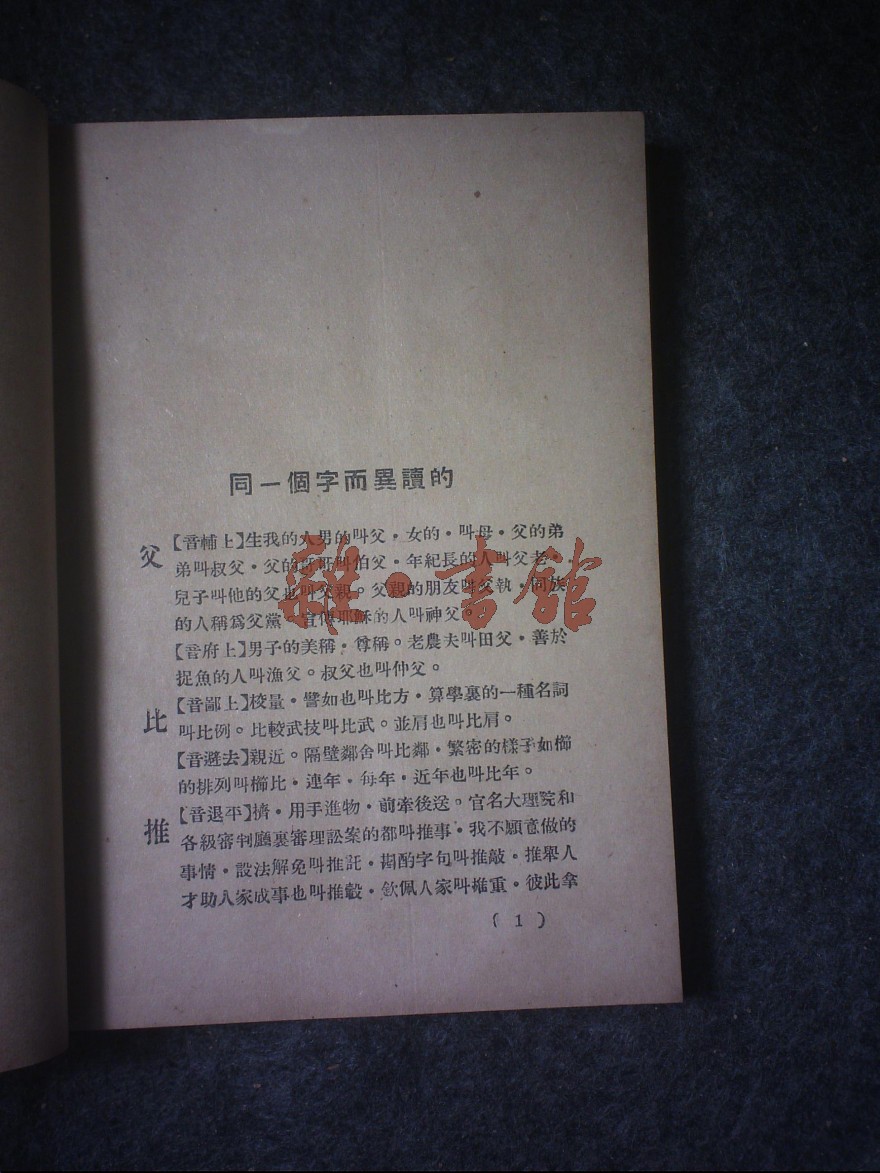 同一個字而異讀的
父
【音輔上】生我的人男的叫父・女的・叫母・父的弟
弟叫叔父・父的哥哥叫伯父・年紀長的人叫父老・
兒子叫他的父也叫父親。父親的朋友叫父執・同族
的人稱爲父黨・宣傳耶穌的人叫神父。
【音府上】男子的美稱・尊稱。老農夫叫田父・善於
捉魚的人叫漁父。叔父也叫仲父。
比
【音鄙上】校量・譬如也叫比方・算學裏的一種名詞
叫比例。比較武技叫比武。並肩也叫比肩。
【音避去】親近。隔壁鄰舍叫比鄰・繁密的樣子如櫛
的排列叫櫛比・連年・每年・近年也叫比年。
推
【音退平】擠・用手進物・前牽後送。官名大理院和
各級審判廳裏審理訟案的都叫推事・我不願意做的
事情・設法解免叫推託・斟酌字句叫推敲・推舉人
才助人家成事也叫推轂・欽佩人家叫推重・彼此拿
( 1 )
雜・書館